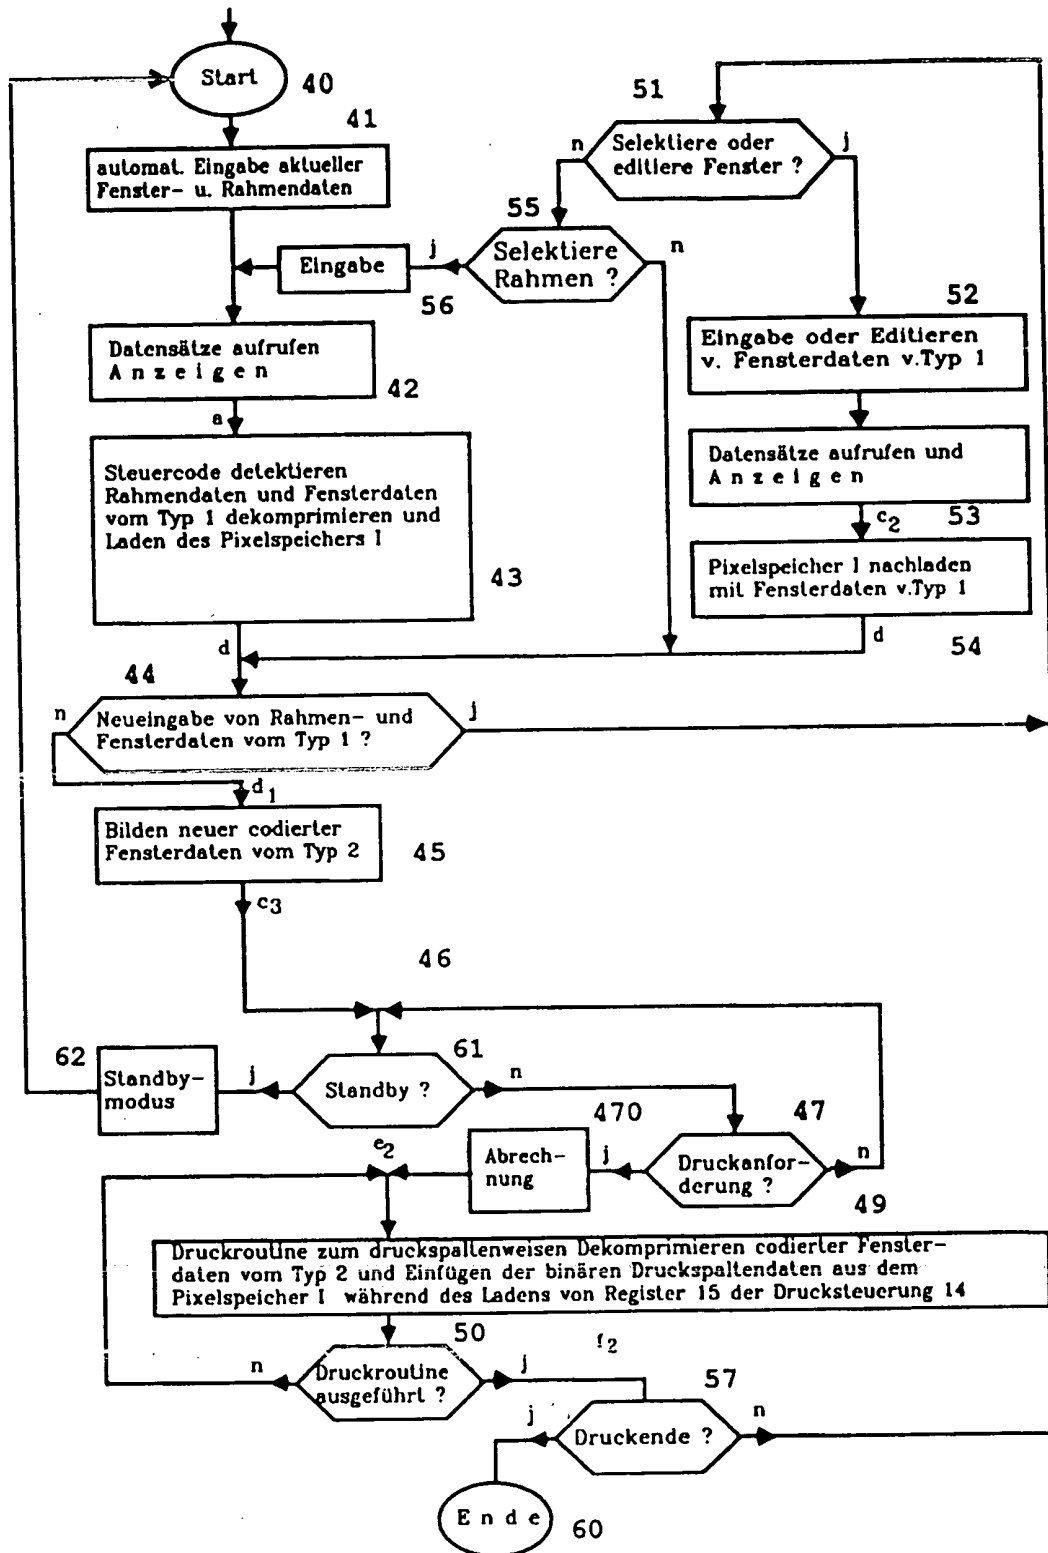 Start
40
41
automat. Eingabe aktueller
Fenster- u. Rahmendaten
51
n
Selektiere oder
editiere Fenster ?
j
55
Selektiere
Rahmen ?
j
n
Eingabe
56
52
Eingabe oder Editieren
v. Fensterdaten v.Typ 1
Datensätze aufrufen
A n z e i g e n
42
a
Datensätze aufrufen und
A n z e i g e n
c2
53
Steuercode detektieren
Rahmendaten und Fensterdaten
vom Typ 1 dekomprimieren und
Laden des Pixelspeichers I
43
Pixelspeicher I nachladen
mit Fensterdaten v.Typ 1
d
54
d
44
n
Neueingabe von Rahmen- und
Fensterdaten vom Typ 1 ?
j
d1
Bilden neuer codierter
Fensterdaten vom Typ 2
45
c3
46
62
Standby-
modus
j
61
Standby ?
n
470
47
e2
Abrech-
nung
j
Druckanfor-
derung ?
n
49
Druckroutine zum druckspaltenweisen Dekomprimieren codierter Fenster-
daten vom Typ 2 und Einfügen der binären Druckspaltendaten aus dem
Pixelspeicher I während des Ladens von Register 15 der Drucksteuerung 14
50
f2
n
Druckroutine
ausgeführt ?
j
57
j
Druckende ?
n
E n d e
60